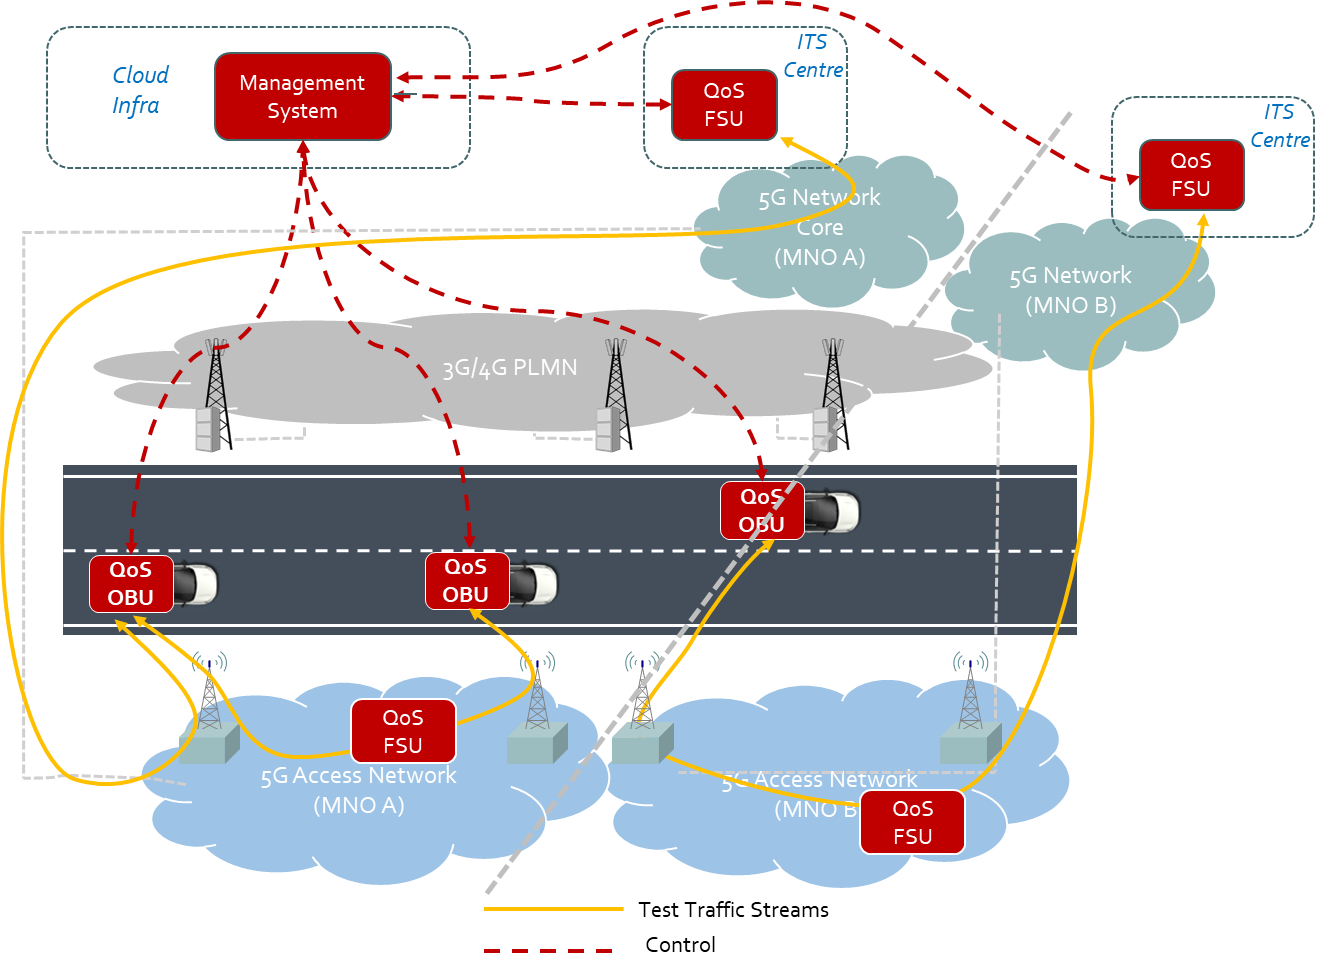 Cloud
Infra
Management
System
ITS
Centre
QoS
FSU
ITS
Centre
QoS
FSU
5G Network
Core
(MNO A)
5G Network
(MNO B)
3G/4G PLMN
QoS
OBU
QoS
OBU
QoS
OBU
QoS
FSU
5G Access Network
(MNO A)
5G Access Network
(MNO B
QoS
FSU
Test Traffic Streams
Control